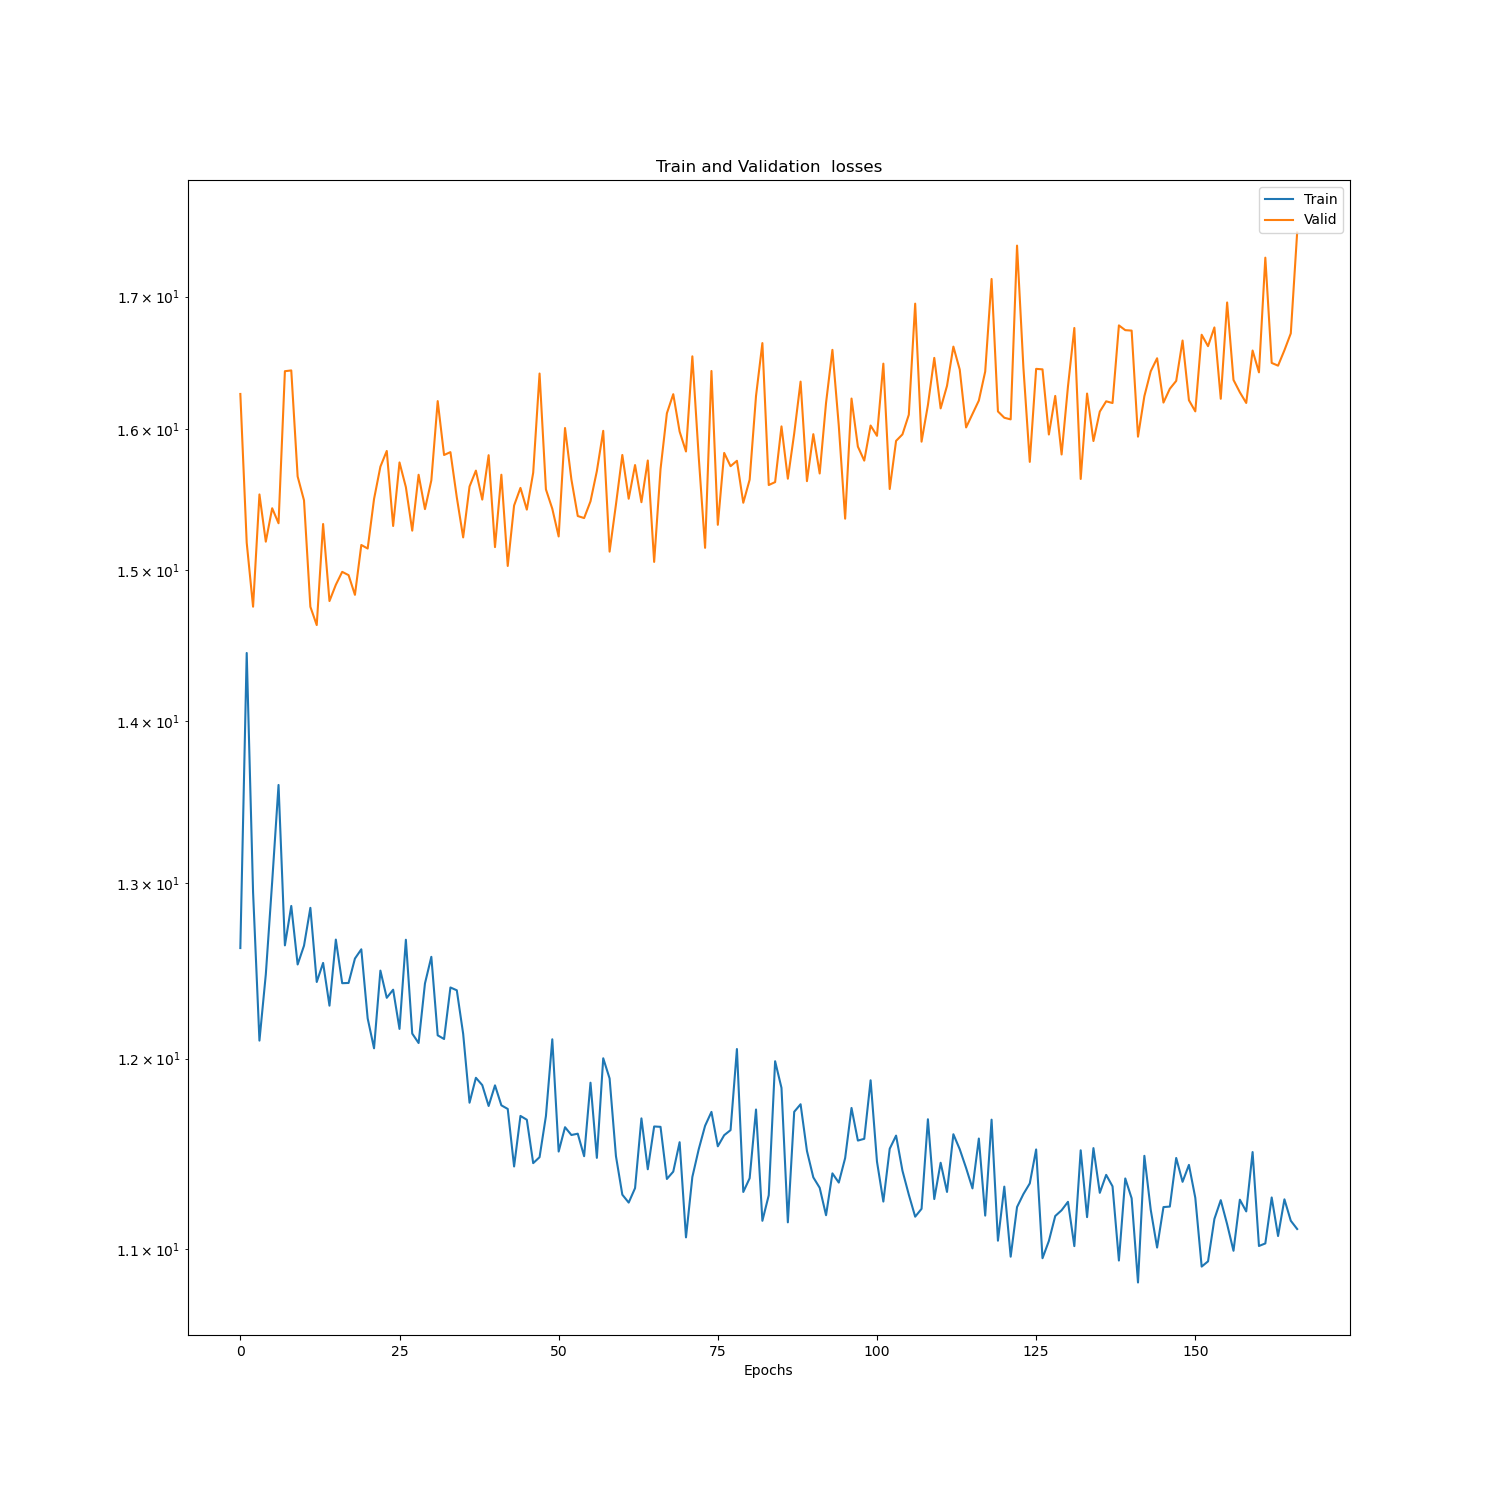 Train and Validation  losses
Train
Valid
1.7 × 10¹
1.6 × 10¹
1.5 × 10¹
1.4 × 10¹
1.3 × 10¹
1.2 × 10¹
1.1 × 10¹
0 25 50 75 100 125 150
Epochs